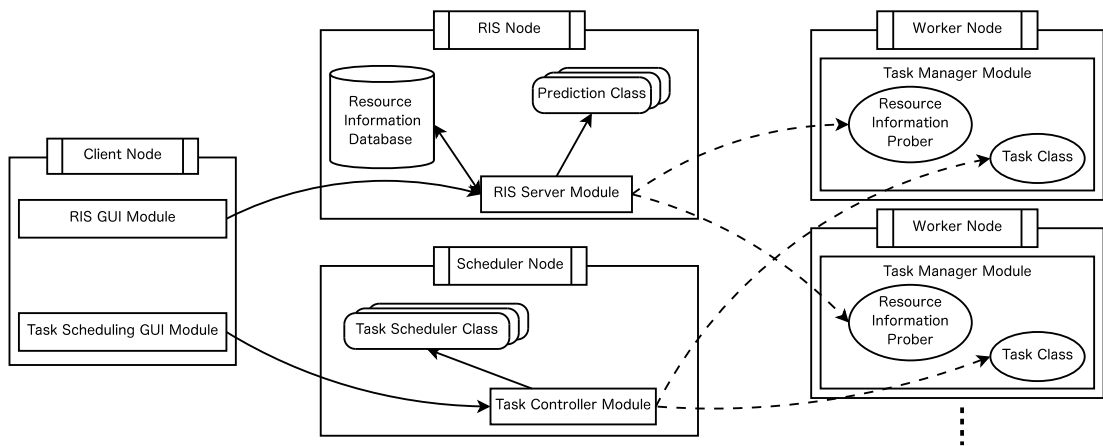 Client Node
RIS GUI Module
Task Scheduling GUI Module
RIS Node
Resource
Information
Database
Prediction Class
RIS Server Module
Scheduler Node
Task Scheduler Class
Task Controller Module
Worker Node
Task Manager Module
Resource
Information
Prober
Task Class
Worker Node
Task Manager Module
Resource
Information
Prober
Task Class